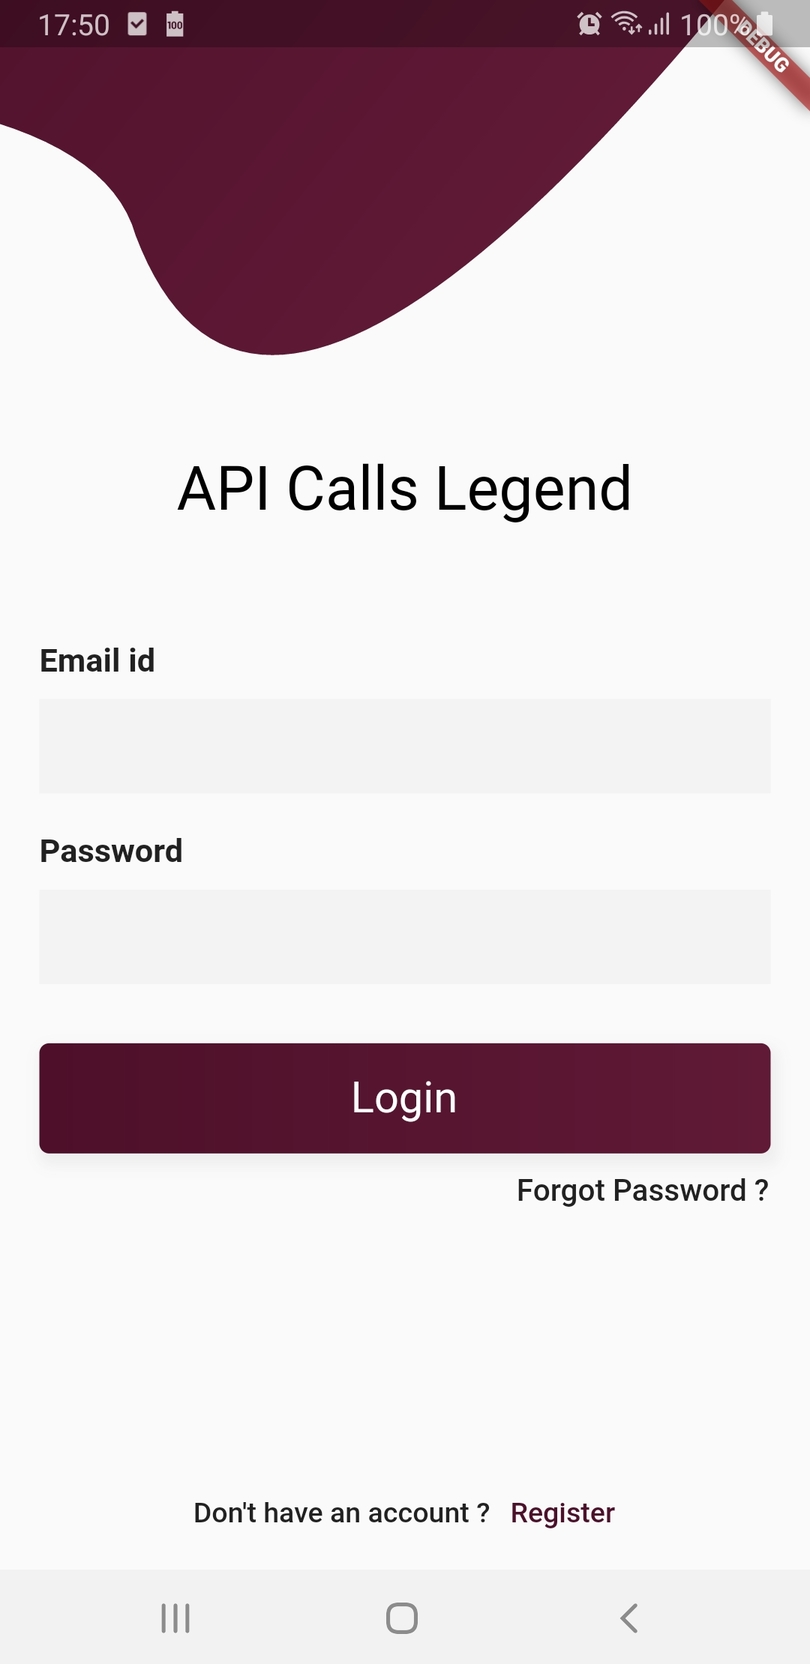 17:50 100 100%
DEBUG
API Calls Legend
Email id
Password
Login
Forgot Password ?
Don't have an account ? Register